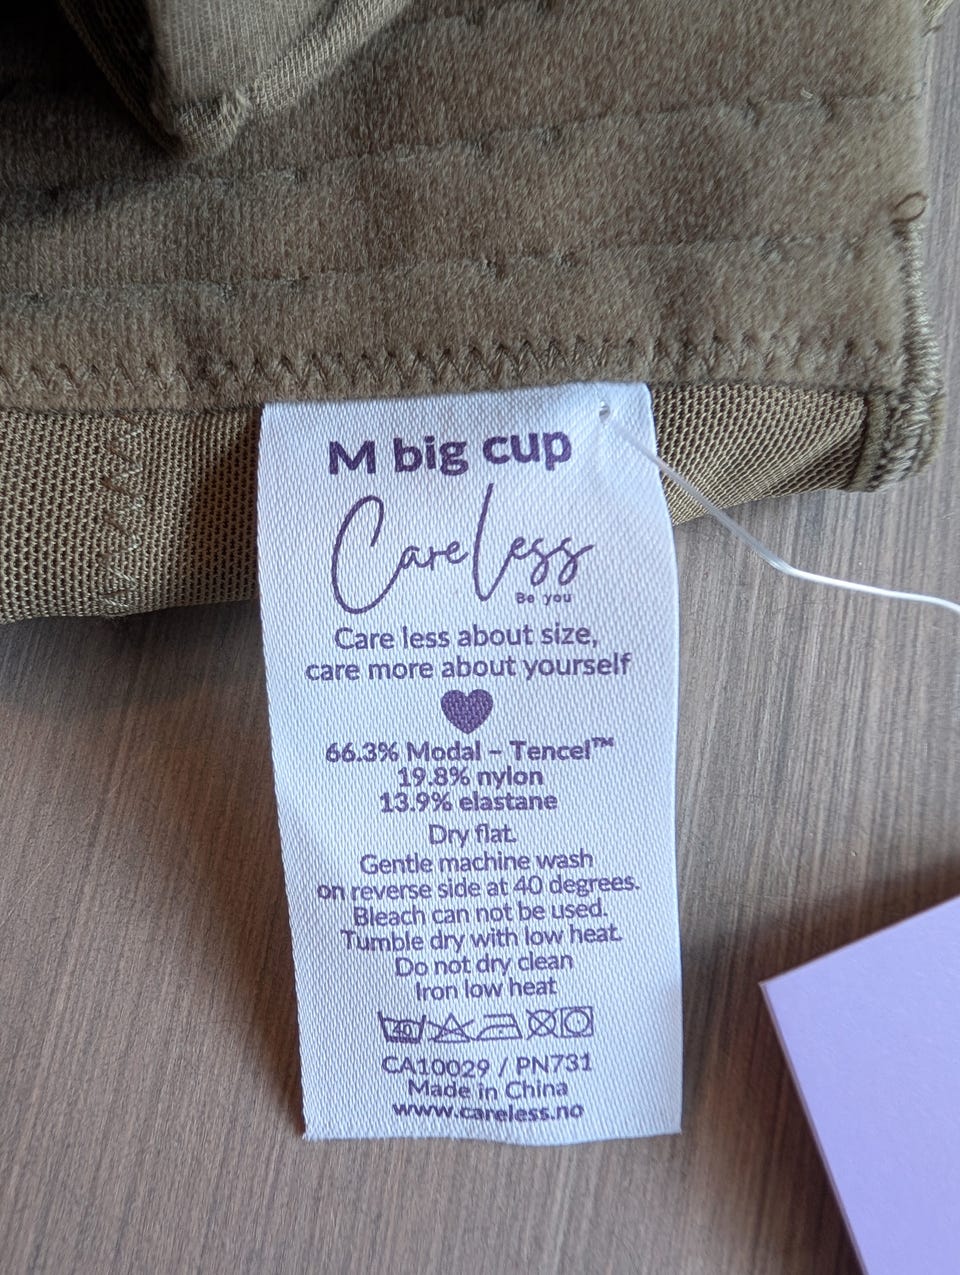 M big cup
CareLess
Be you
Care less about size,
care more about yourself
66.3% Modal – Tencel™
19.8% nylon
13.9% elastane
Dry flat.
Gentle machine wash
on reverse side at 40 degrees.
Bleach can not be used.
Tumble dry with low heat.
Do not dry clean
Iron low heat
40
CA10029 / PN731
Made in China
www.careless.no